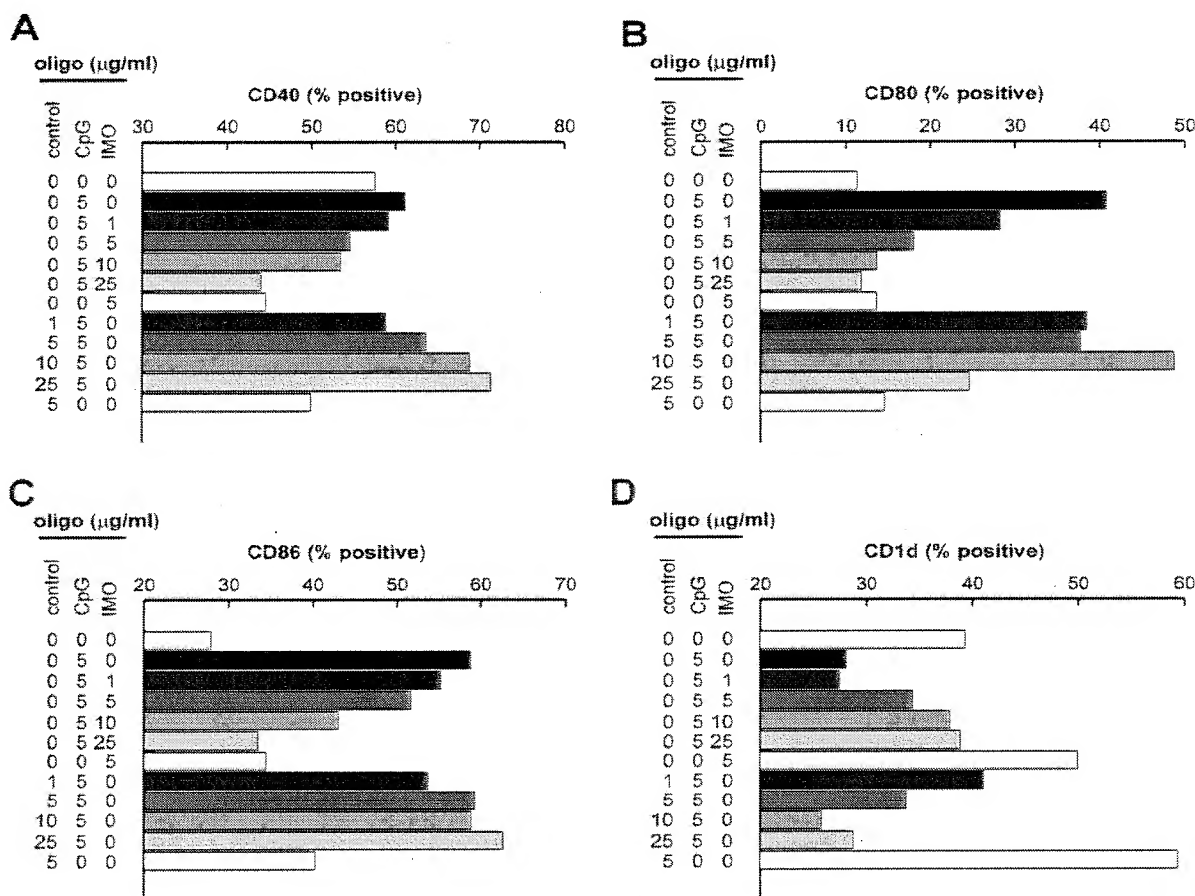 A
oligo (µg/ml)
control CpG IMO
CD40 (% positive)
30 40 50 60 70 80
0 0 0
0 5 0
0 5 1
0 5 5
0 5 10
0 5 25
0 0 5
1 5 0
5 5 0
10 5 0
25 5 0
5 0 0
B
oligo (µg/ml)
control CpG IMO
CD80 (% positive)
0 10 20 30 40 50
0 0 0
0 5 0
0 5 1
0 5 5
0 5 10
0 5 25
0 0 5
1 5 0
5 5 0
10 5 0
25 5 0
5 0 0
C
oligo (µg/ml)
control CpG IMO
CD86 (% positive)
20 30 40 50 60 70
0 0 0
0 5 0
0 5 1
0 5 5
0 5 10
0 5 25
0 0 5
1 5 0
5 5 0
10 5 0
25 5 0
5 0 0
D
oligo (µg/ml)
control CpG IMO
CD1d (% positive)
20 30 40 50 60
0 0 0
0 5 0
0 5 1
0 5 5
0 5 10
0 5 25
0 0 5
1 5 0
5 5 0
10 5 0
25 5 0
5 0 0